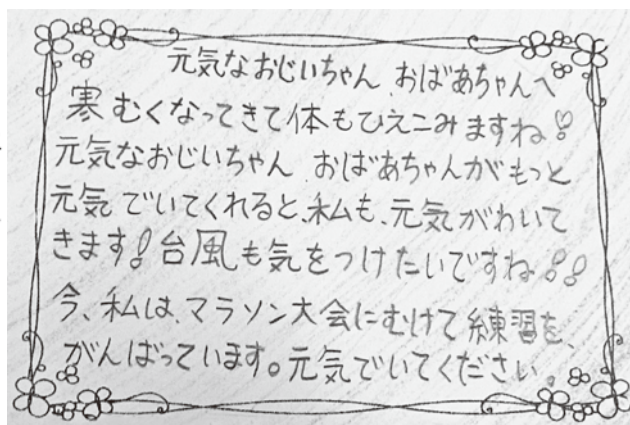 元気なおじいちゃん、おばあちゃんへ
寒むくなってきて体もひえこみますね!
元気なおじいちゃん、おばあちゃんがもっと
元気でいてくれると、私も、元気がわいて
きます!台風も気をつけたいですね!!
今、私は、マラソン大会にむけて練習を、
がんばっています。元気でいてください。